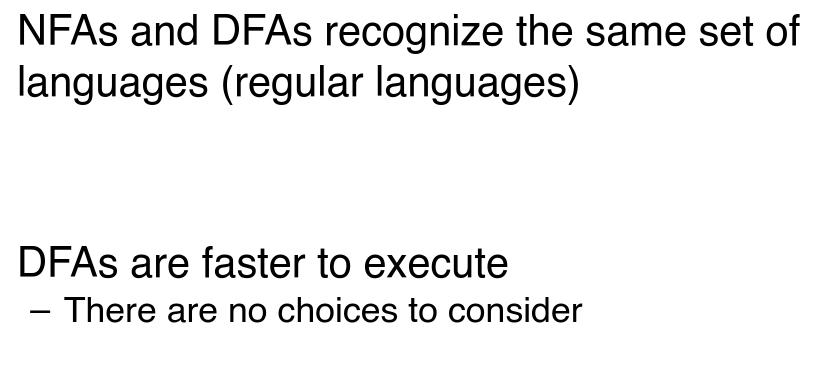 NFAs and DFAs recognize the same set of
languages (regular languages)
DFAs are faster to execute
– There are no choices to consider